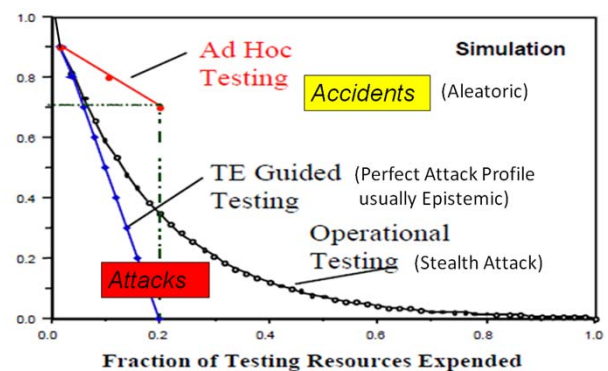 1.0
Ad Hoc
Testing
Simulation
0.8
Accidents (Aleatoric)
0.6
TE Guided (Perfect Attack Profile
Testing usually Epistemic)
0.4
Operational
Testing (Stealth Attack)
0.2
Attacks
0.0
0.0 0.2 0.4 0.6 0.8 1.0
Fraction of Testing Resources Expended